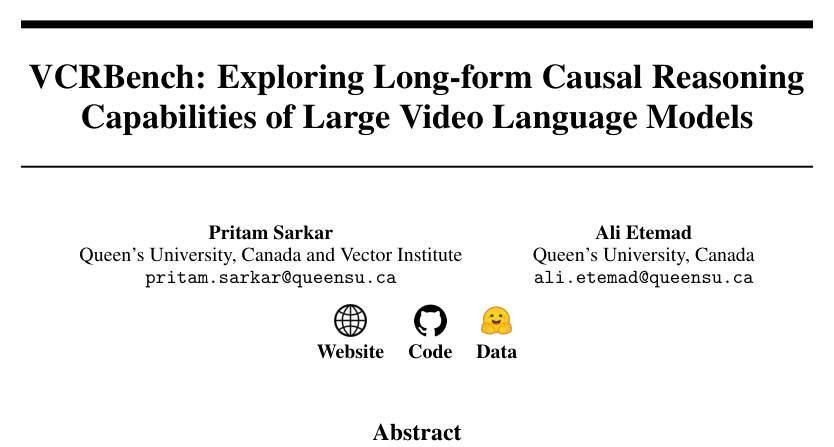 VCRBench: Exploring Long-form Causal Reasoning
Capabilities of Large Video Language Models
Pritam Sarkar
Queen's University, Canada and Vector Institute
pritam.sarkar@queensu.ca
Ali Etemad
Queen's University, Canada
ali.etemad@queensu.ca
Website Code Data
Abstract